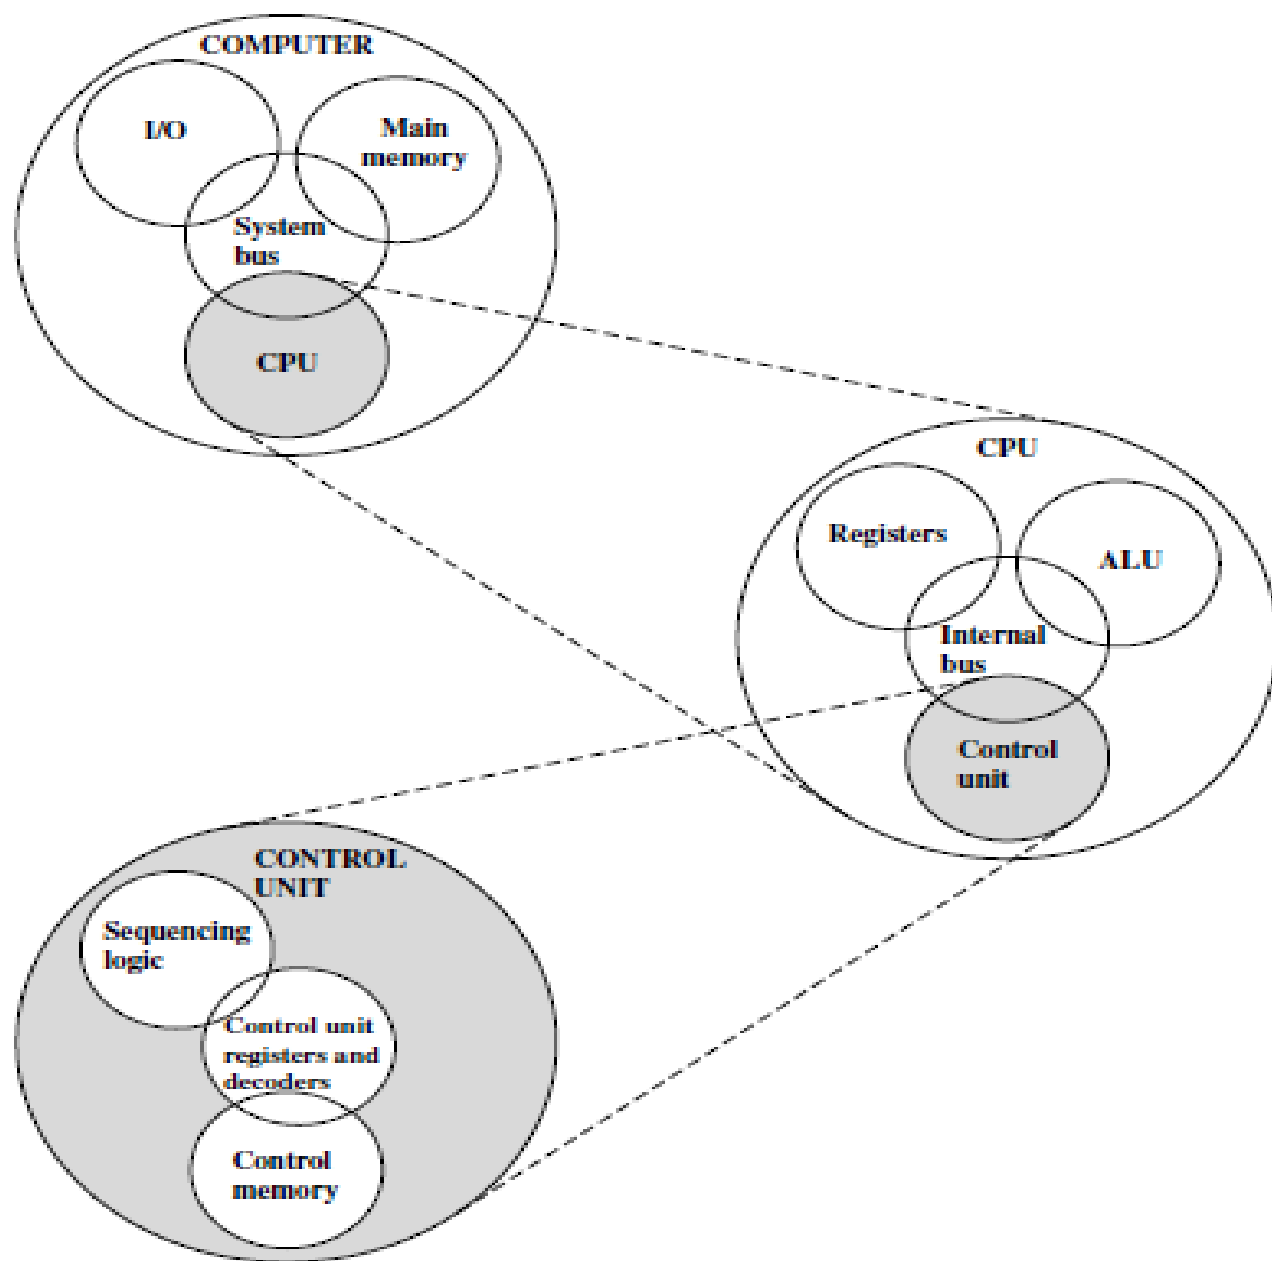 COMPUTER
I/O
Main
memory
System
bus
CPU
CPU
Registers
ALU
Internal
bus
Control
unit
CONTROL
UNIT
Sequencing
logic
Control unit
registers and
decoders
Control
memory